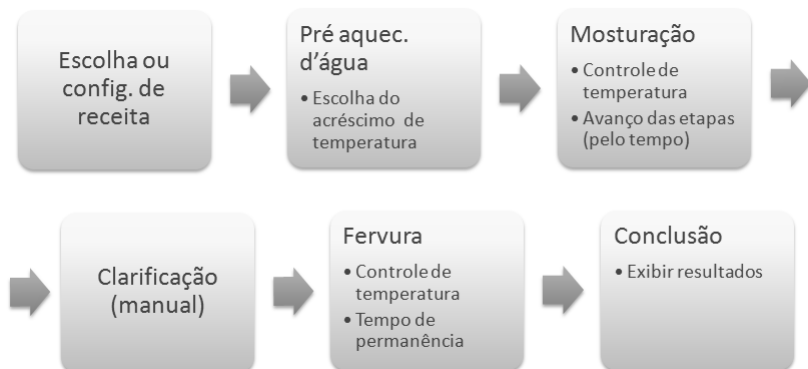 Escolha ou
config. de
receita
Pré aquec.
d’água
• Escolha do
acréscimo de
temperatura
Mosturação
• Controle de
temperatura
• Avanço das etapas
(pelo tempo)
Clarificação
(manual)
Fervura
• Controle de
temperatura
• Tempo de
permanência
Conclusão
• Exibir resultados